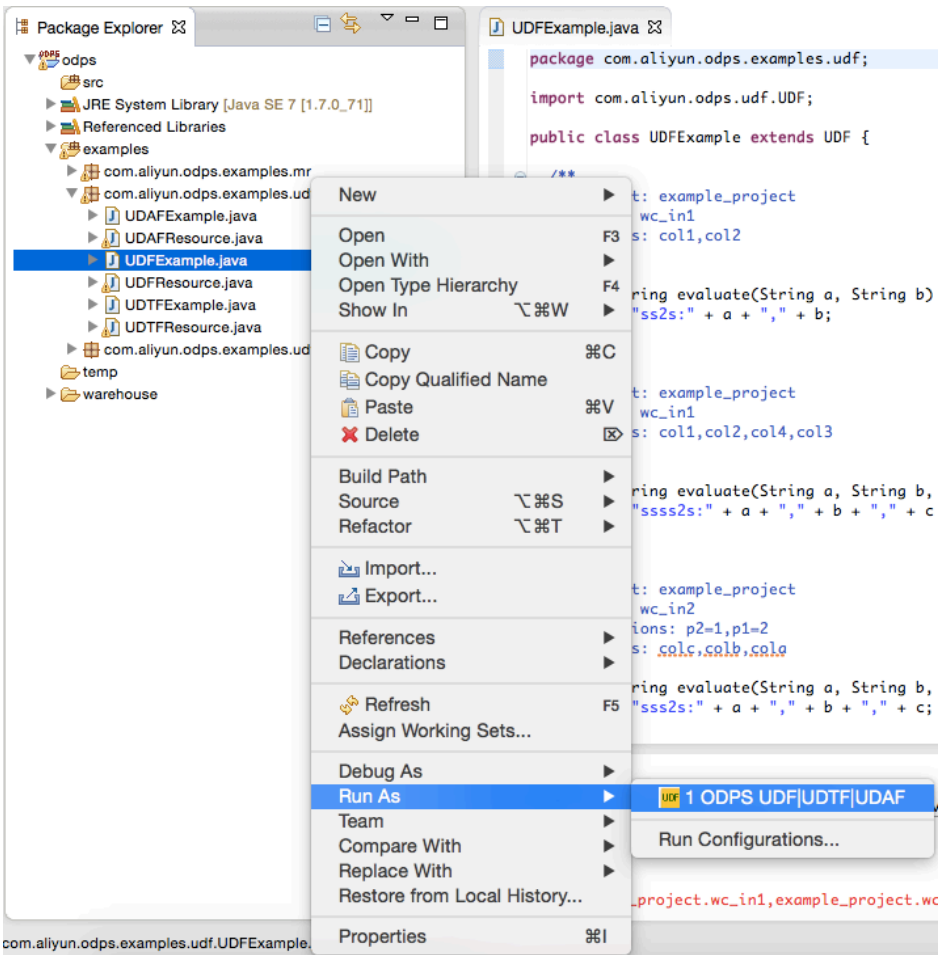 Package Explorer
ODPS
odps
src
JRE System Library [Java SE 7 [1.7.0_71]]
Referenced Libraries
examples
com.aliyun.odps.examples.mr
com.aliyun.odps.examples.ud
UDAFExample.java
UDAFResource.java
UDFExample.java
UDFResource.java
UDTFExample.java
UDTFResource.java
com.aliyun.odps.examples.ud
temp
warehouse
com.aliyun.odps.examples.udf.UDFExample.
New
Open F3
Open With
Open Type Hierarchy F4
Show In ⌥⌘W
Copy ⌘C
Copy Qualified Name
Paste ⌘V
Delete ⌦
Build Path
Source ⌥⌘S
Refactor ⌥⌘T
Import...
Export...
References
Declarations
Refresh F5
Assign Working Sets...
Debug As
Run As
Team
Compare With
Replace With
Restore from Local History...
Properties ⌘I
UDF 1 ODPS UDF|UDTF|UDAF
Run Configurations...
UDFExample.java
package com.aliyun.odps.examples.udf;
import com.aliyun.odps.udf.UDF;
public class UDFExample extends UDF {
/**
t: example_project
wc_in1
s: col1,col2
ring evaluate(String a, String b)
"ss2s:" + a + "," + b;
t: example_project
wc_in1
s: col1,col2,col4,col3
ring evaluate(String a, String b,
"ssss2s:" + a + "," + b + "," + c
t: example_project
wc_in2
ions: p2=1,p1=2
s: colc,colb,cola
ring evaluate(String a, String b,
"sss2s:" + a + "," + b + "," + c;
_project.wc_in1,example_project.wc